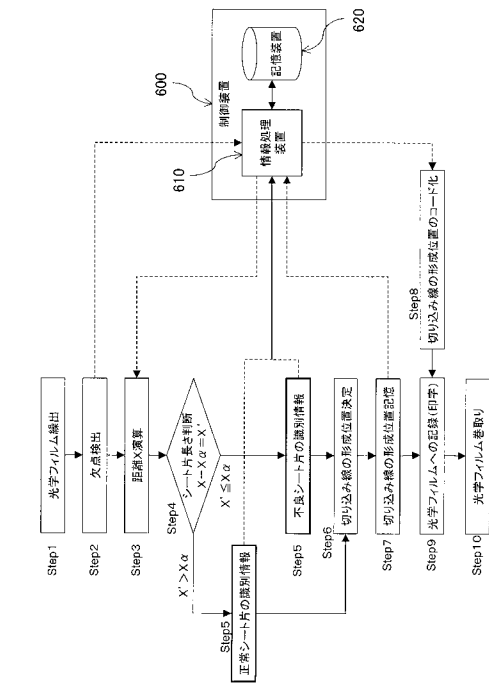 Step1
光学フィルム繰出
Step2
欠点検出
Step3
距離X演算
Step4
シート片長さ判断
X－Xα＝X'
X'＞Xα
X'≦Xα
Step5
正常シート片の識別情報
Step5
不良シート片の識別情報
Step6
切り込み線の形成位置決定
Step7
切り込み線の形成位置記憶
Step8
切り込み線の形成位置のコード化
Step9
光学フィルムへの記録(印字)
Step10
光学フィルム巻取り
600
制御装置
610
情報処理
装置
620
記憶装置